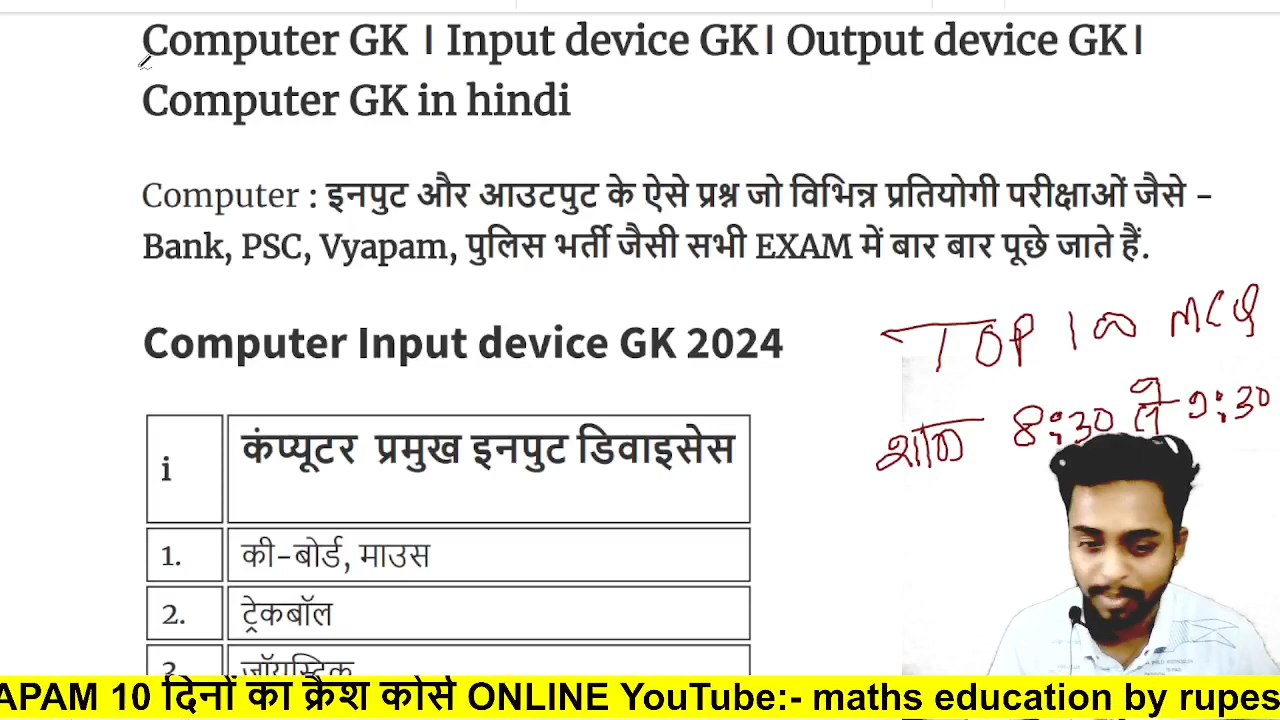 Computer GK । Input device GK। Output device GK।
Computer GK in hindi
Computer : इनपुट और आउटपुट के ऐसे प्रश्न जो विभिन्न प्रतियोगी परीक्षाओं जैसे -
Bank, PSC, Vyapam, पुलिस भर्ती जैसी सभी EXAM में बार बार पूछे जाते हैं.
TOP 100 MCQ
Computer Input device GK 2024
शाम 8:30 से 9:30
i कंप्यूटर प्रमुख इनपुट डिवाइसेस
1. की-बोर्ड, माउस
2. ट्रेकबॉल
3. जॉयस्टिक
APAM 10 दिनों का क्रैश कोर्स ONLINE YouTube:- maths education by rupes